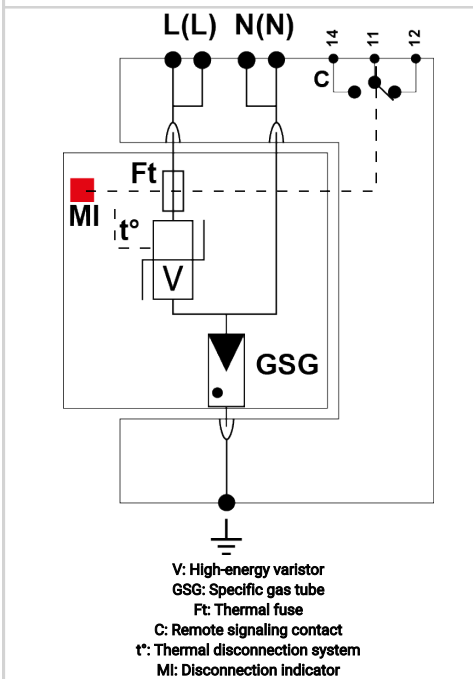 L(L) N(N)
14 11 12
C
Ft
MI
t°
V
GSG
V: High-energy varistor
GSG: Specific gas tube
Ft: Thermal fuse
C: Remote signaling contact
t°: Thermal disconnection system
MI: Disconnection indicator